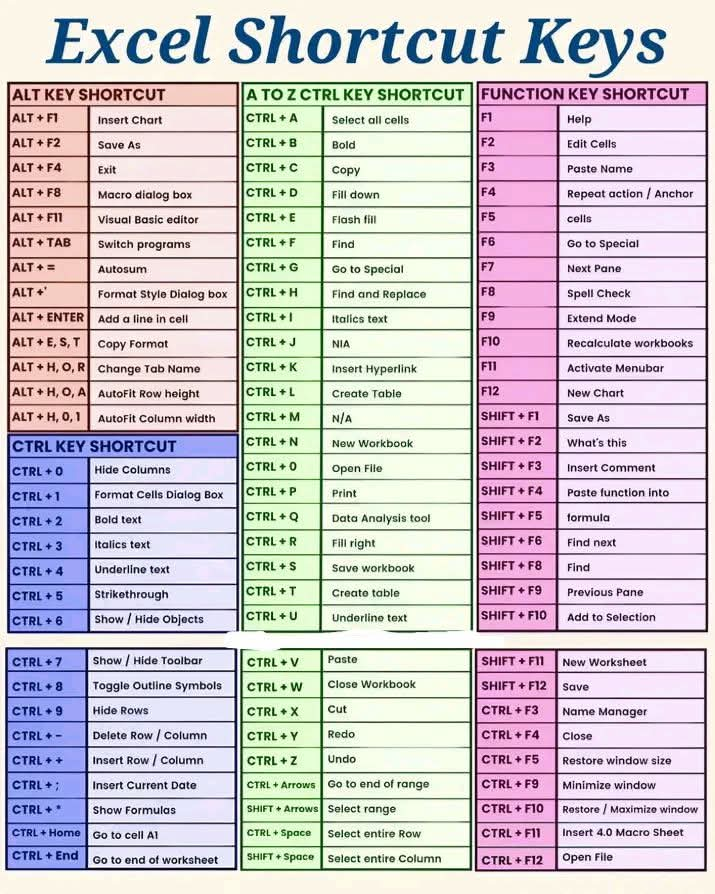 Excel Shortcut Keys
ALT KEY SHORTCUT
ALT + F1 Insert Chart
ALT + F2 Save As
ALT + F4 Exit
ALT + F8 Macro dialog box
ALT + F11 Visual Basic editor
ALT + TAB Switch programs
ALT + = Autosum
ALT +' Format Style Dialog box
ALT + ENTER Add a line in cell
ALT + E, S, T Copy Format
ALT + H, O, R Change Tab Name
ALT + H, O, A AutoFit Row height
ALT + H, 0, 1 AutoFit Column width
CTRL KEY SHORTCUT
CTRL + 0 Hide Columns
CTRL + 1 Format Cells Dialog Box
CTRL + 2 Bold text
CTRL + 3 Italics text
CTRL + 4 Underline text
CTRL + 5 Strikethrough
CTRL + 6 Show / Hide Objects
CTRL + 7 Show / Hide Toolbar
CTRL + 8 Toggle Outline Symbols
CTRL + 9 Hide Rows
CTRL + - Delete Row / Column
CTRL + + Insert Row / Column
CTRL + ; Insert Current Date
CTRL + * Show Formulas
CTRL + Home Go to cell A1
CTRL + End Go to end of worksheet
A TO Z CTRL KEY SHORTCUT
CTRL + A Select all cells
CTRL + B Bold
CTRL + C Copy
CTRL + D Fill down
CTRL + E Flash fill
CTRL + F Find
CTRL + G Go to Special
CTRL + H Find and Replace
CTRL + I Italics text
CTRL + J NIA
CTRL + K Insert Hyperlink
CTRL + L Create Table
CTRL + M N/A
CTRL + N New Workbook
CTRL + 0 Open File
CTRL + P Print
CTRL + Q Data Analysis tool
CTRL + R Fill right
CTRL + S Save workbook
CTRL + T Create table
CTRL + U Underline text
CTRL + V Paste
CTRL + W Close Workbook
CTRL + X Cut
CTRL + Y Redo
CTRL + Z Undo
CTRL + Arrows Go to end of range
SHIFT + Arrows Select range
CTRL + Space Select entire Row
SHIFT + Space Select entire Column
FUNCTION KEY SHORTCUT
F1 Help
F2 Edit Cells
F3 Paste Name
F4 Repeat action / Anchor
F5 cells
F6 Go to Special
F7 Next Pane
F8 Spell Check
F9 Extend Mode
F10 Recalculate workbooks
F11 Activate Menubar
F12 New Chart
SHIFT + F1 Save As
SHIFT + F2 What's this
SHIFT + F3 Insert Comment
SHIFT + F4 Paste function into
SHIFT + F5 formula
SHIFT + F6 Find next
SHIFT + F8 Find
SHIFT + F9 Previous Pane
SHIFT + F10 Add to Selection
SHIFT + F11 New Worksheet
SHIFT + F12 Save
CTRL + F3 Name Manager
CTRL + F4 Close
CTRL + F5 Restore window size
CTRL + F9 Minimize window
CTRL + F10 Restore / Maximize window
CTRL + F11 Insert 4.0 Macro Sheet
CTRL + F12 Open File